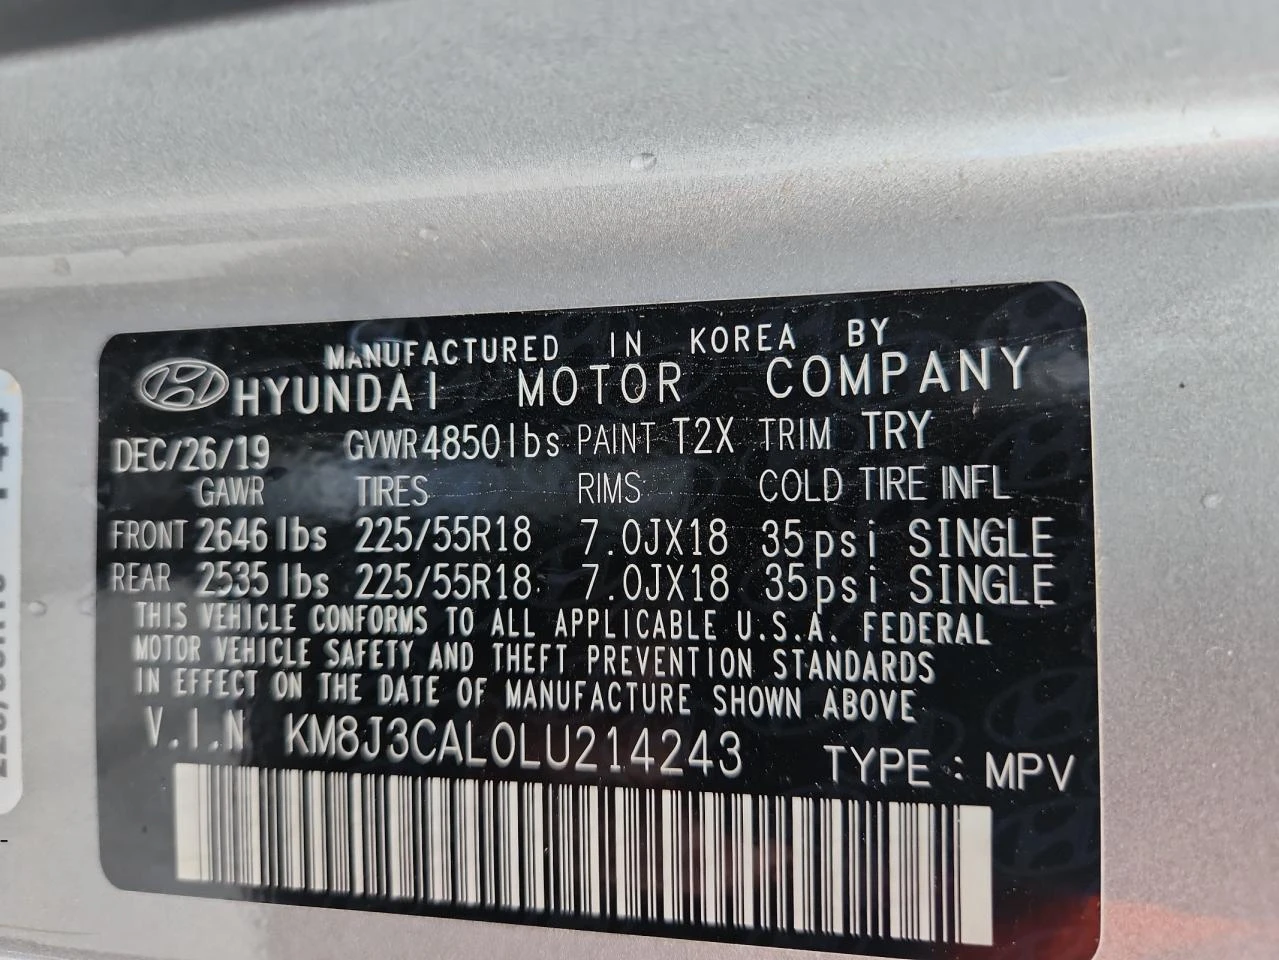 MANUFACTURED IN KOREA BY
HYUNDAI MOTOR COMPANY
DEC/26/19 GVWR 4850 lbs PAINT T2X TRIM TRY
GAWR TIRES RIMS COLD TIRE INFL
FRONT 2646 lbs 225/55R18 7.0JX18 35psi SINGLE
REAR 2535 lbs 225/55R18 7.0JX18 35psi SINGLE
THIS VEHICLE CONFORMS TO ALL APPLICABLE U.S.A. FEDERAL
MOTOR VEHICLE SAFETY AND THEFT PREVENTION STANDARDS
IN EFFECT ON THE DATE OF MANUFACTURE SHOWN ABOVE
V.I.N KM8J3CAL0LU214243 TYPE : MPV